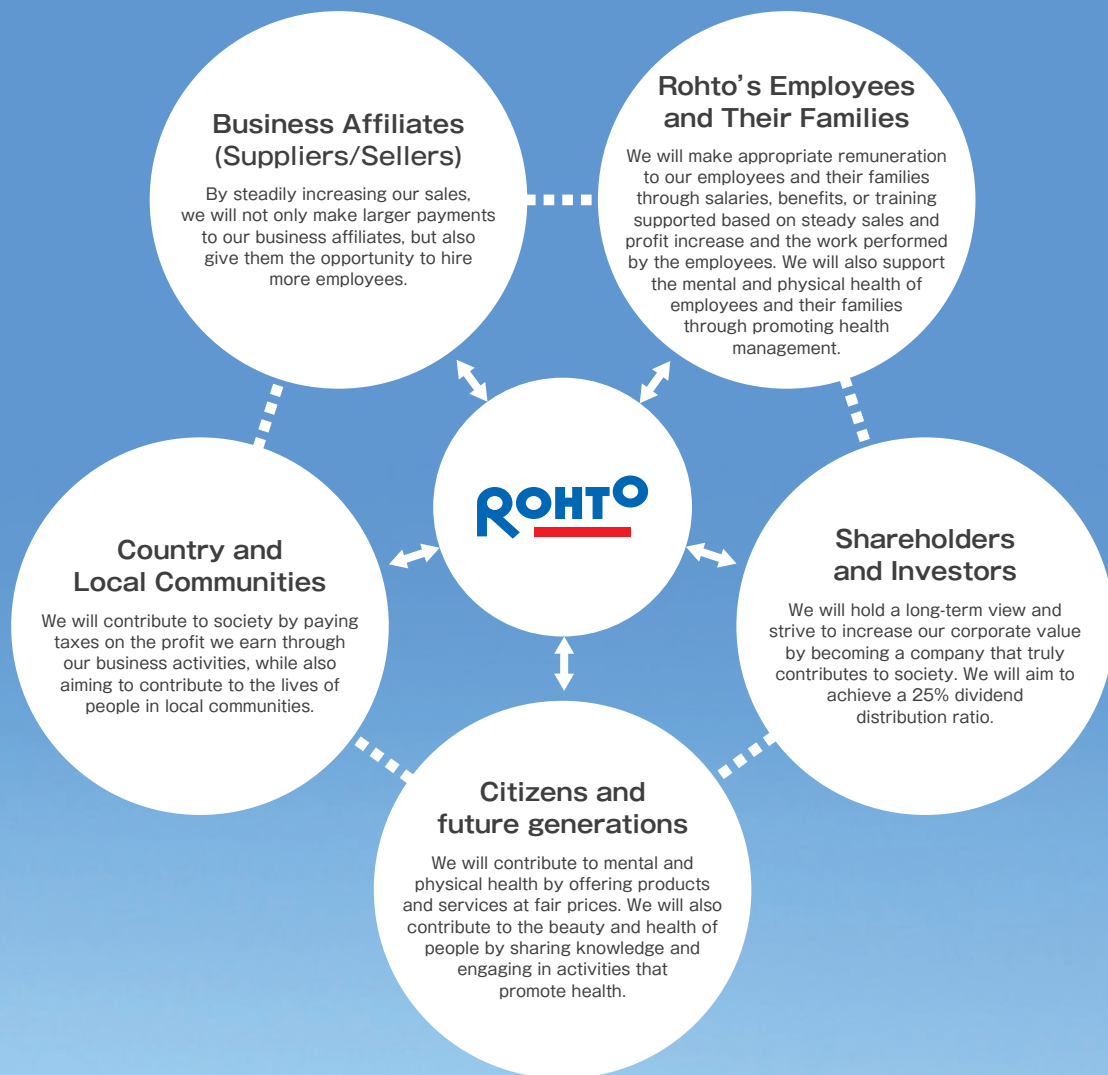 Business Affiliates
(Suppliers/Sellers)
By steadily increasing our sales,
we will not only make larger payments
to our business affiliates, but also
give them the opportunity to hire
more employees.
Rohto's Employees
and Their Families
We will make appropriate remuneration
to our employees and their families
through salaries, benefits, or training
supported based on steady sales and
profit increase and the work performed
by the employees. We will also support
the mental and physical health of
employees and their families
through promoting health
management.
ROHTO
Country and
Local Communities
We will contribute to society by paying
taxes on the profit we earn through
our business activities, while also
aiming to contribute to the lives of
people in local communities.
Shareholders
and Investors
We will hold a long-term view and
strive to increase our corporate value
by becoming a company that truly
contributes to society. We will aim to
achieve a 25% dividend
distribution ratio.
Citizens and
future generations
We will contribute to mental and
physical health by offering products
and services at fair prices. We will also
contribute to the beauty and health of
people by sharing knowledge and
engaging in activities that
promote health.